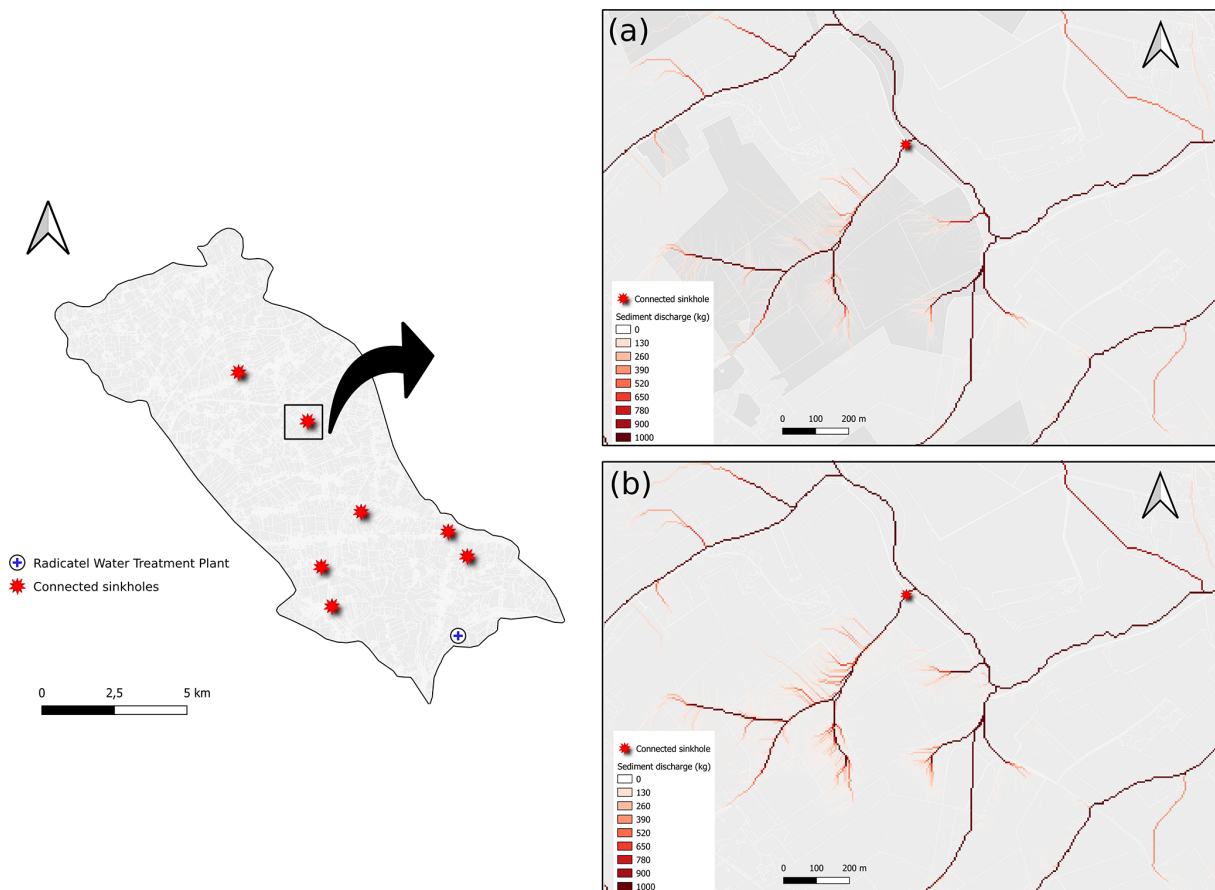 Radicatel Water Treatment Plant
Connected sinkholes
0 2,5 5 km
(a)
Connected sinkhole
Sediment discharge (kg)
0
130
260
390
520
650
780
900
1000
0 100 200 m
(b)
Connected sinkhole
Sediment discharge (kg)
0
130
260
390
520
650
780
900
1000
0 100 200 m